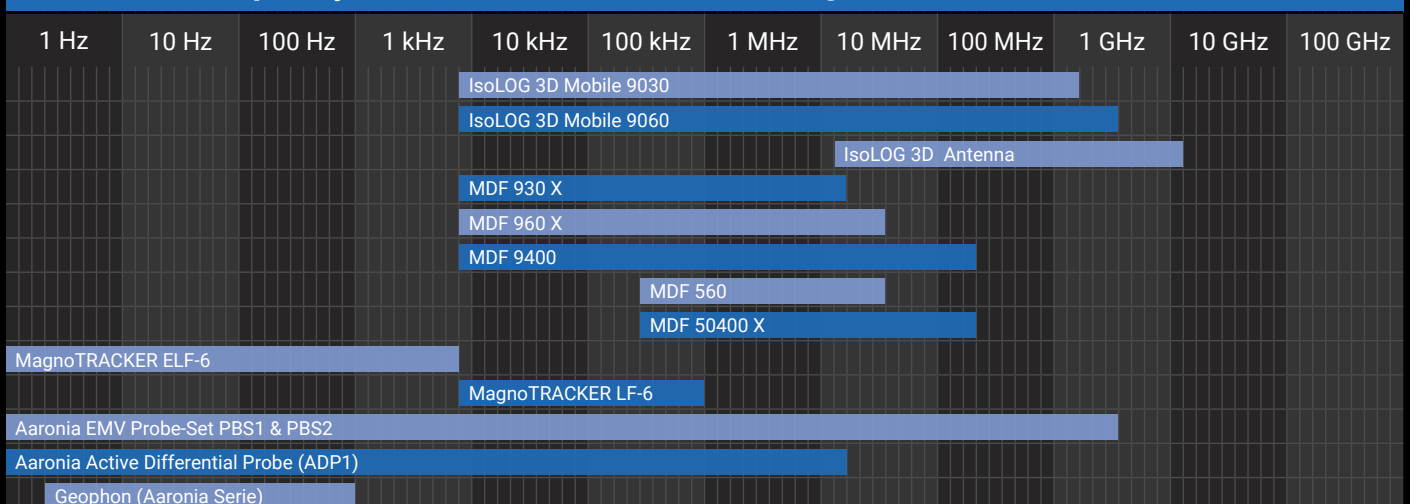 1 Hz 10 Hz 100 Hz 1 kHz 10 kHz 100 kHz 1 MHz 10 MHz 100 MHz 1 GHz 10 GHz 100 GHz
IsoLOG 3D Mobile 9030
IsoLOG 3D Mobile 9060
IsoLOG 3D Antenna
MDF 930 X
MDF 960 X
MDF 9400
MDF 560
MDF 50400 X
MagnoTRACKER ELF-6
MagnoTRACKER LF-6
Aaronia EMV Probe-Set PBS1 & PBS2
Aaronia Active Differential Probe (ADP1)
Geophon (Aaronia Serie)